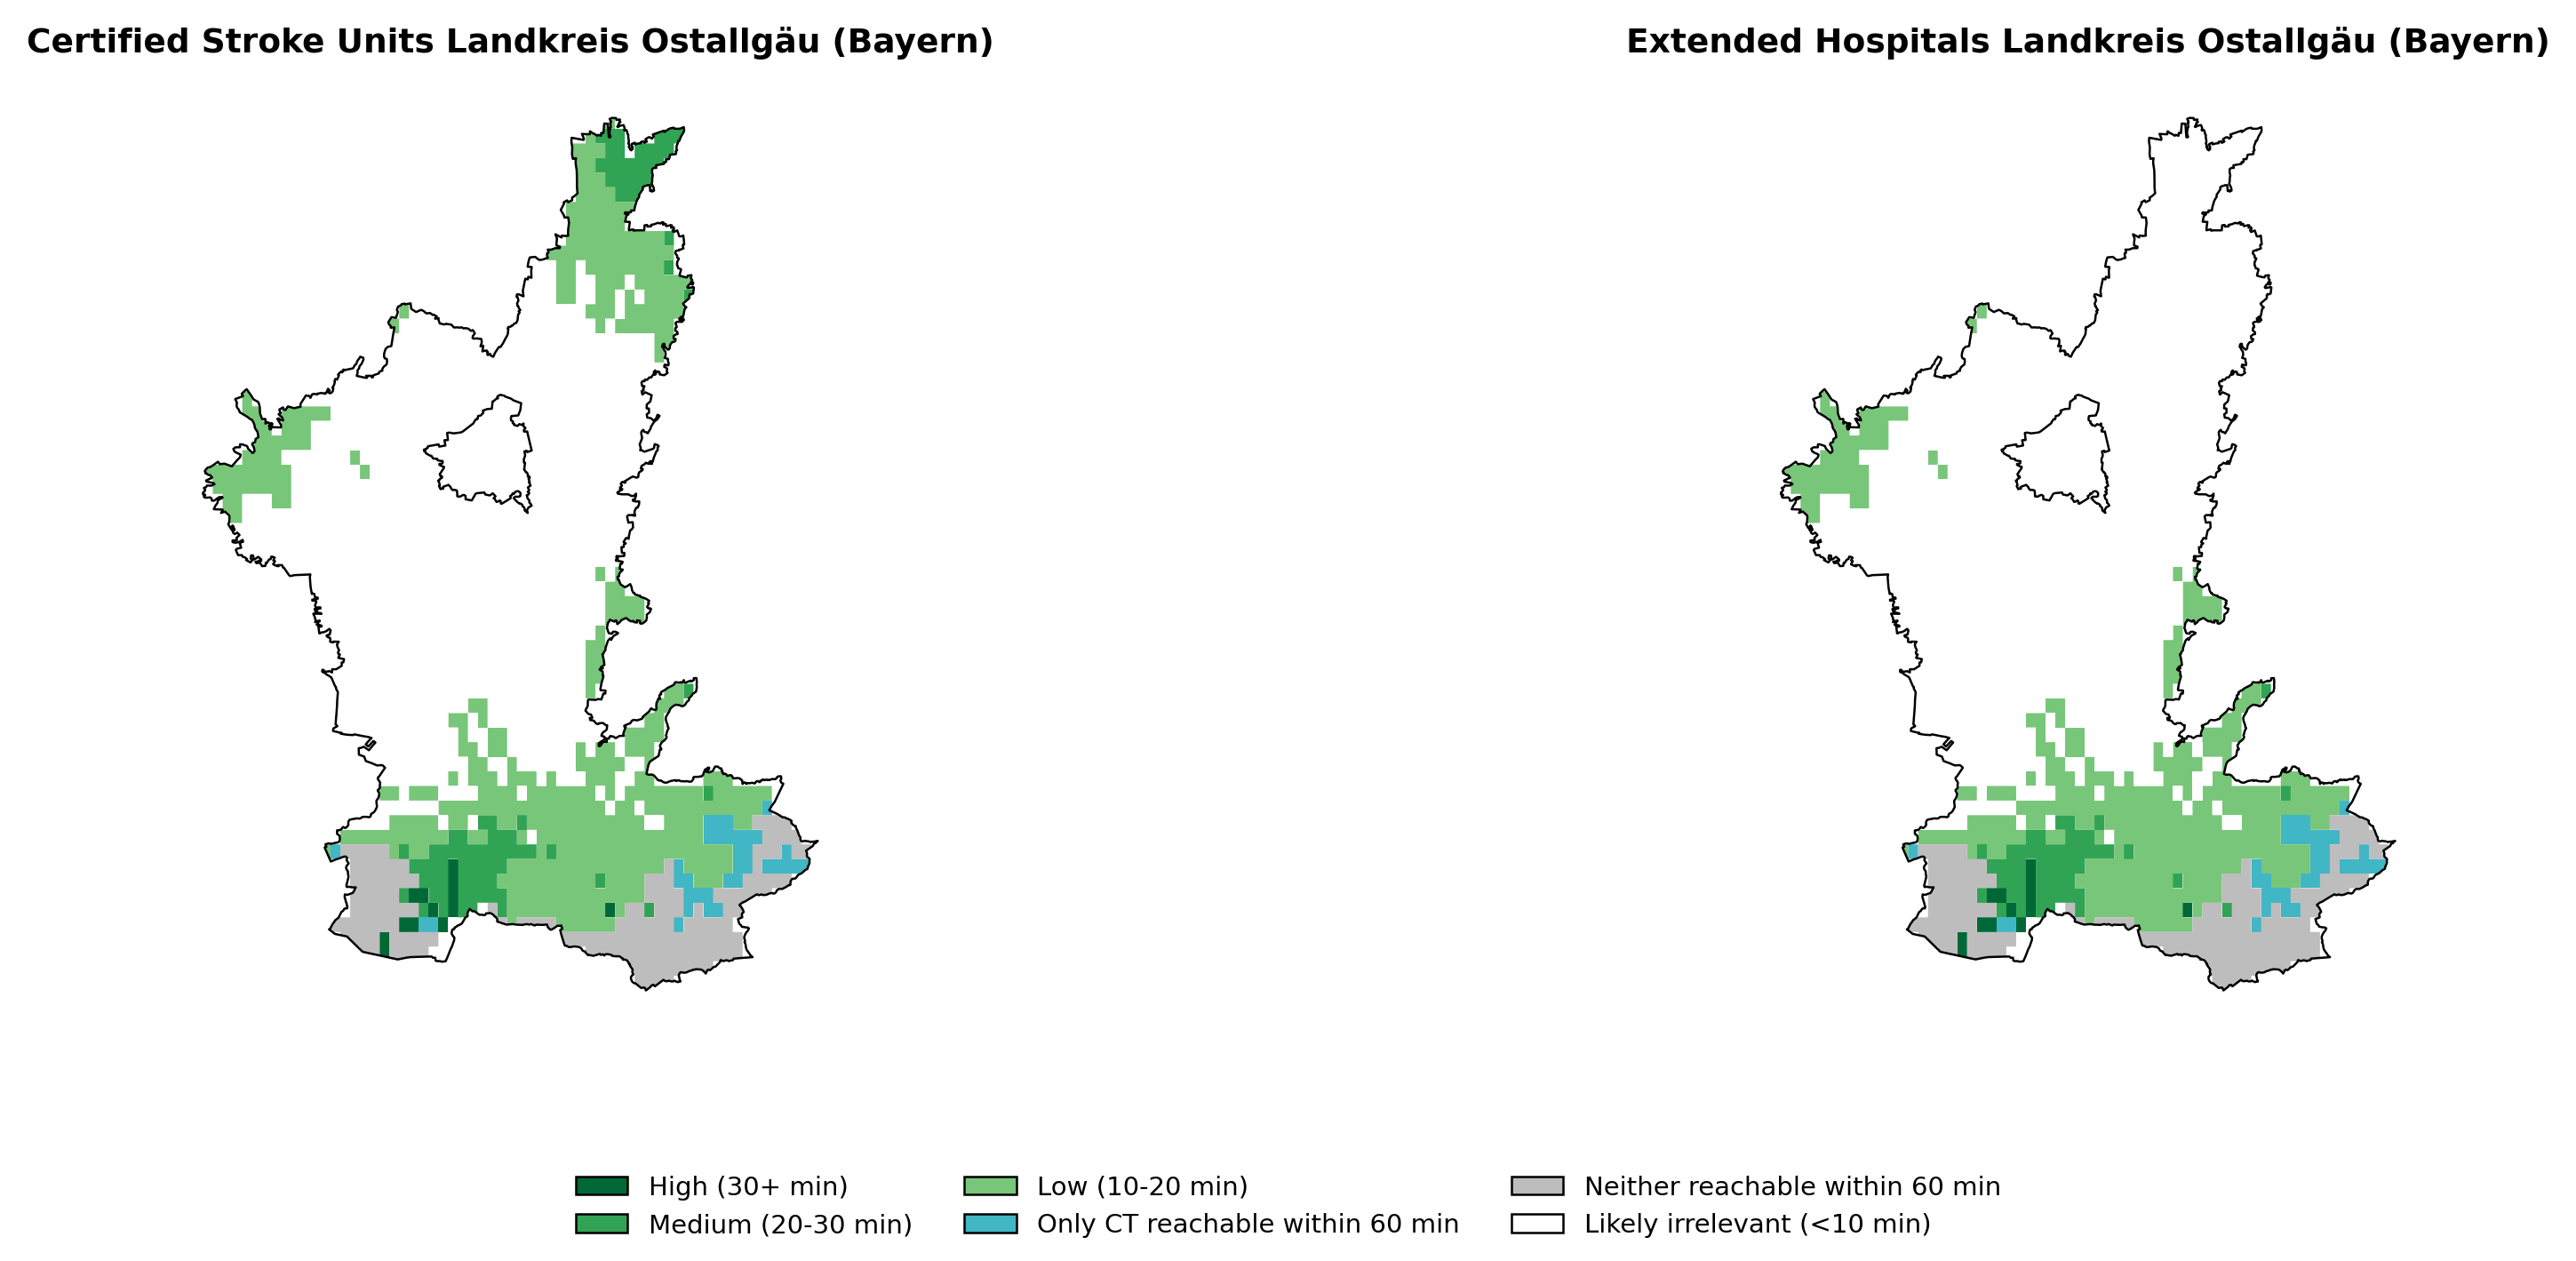 Certified Stroke Units Landkreis Ostallgäu (Bayern)
Extended Hospitals Landkreis Ostallgäu (Bayern)
High (30+ min)
Medium (20-30 min)
Low (10-20 min)
Only CT reachable within 60 min
Neither reachable within 60 min
Likely irrelevant (<10 min)